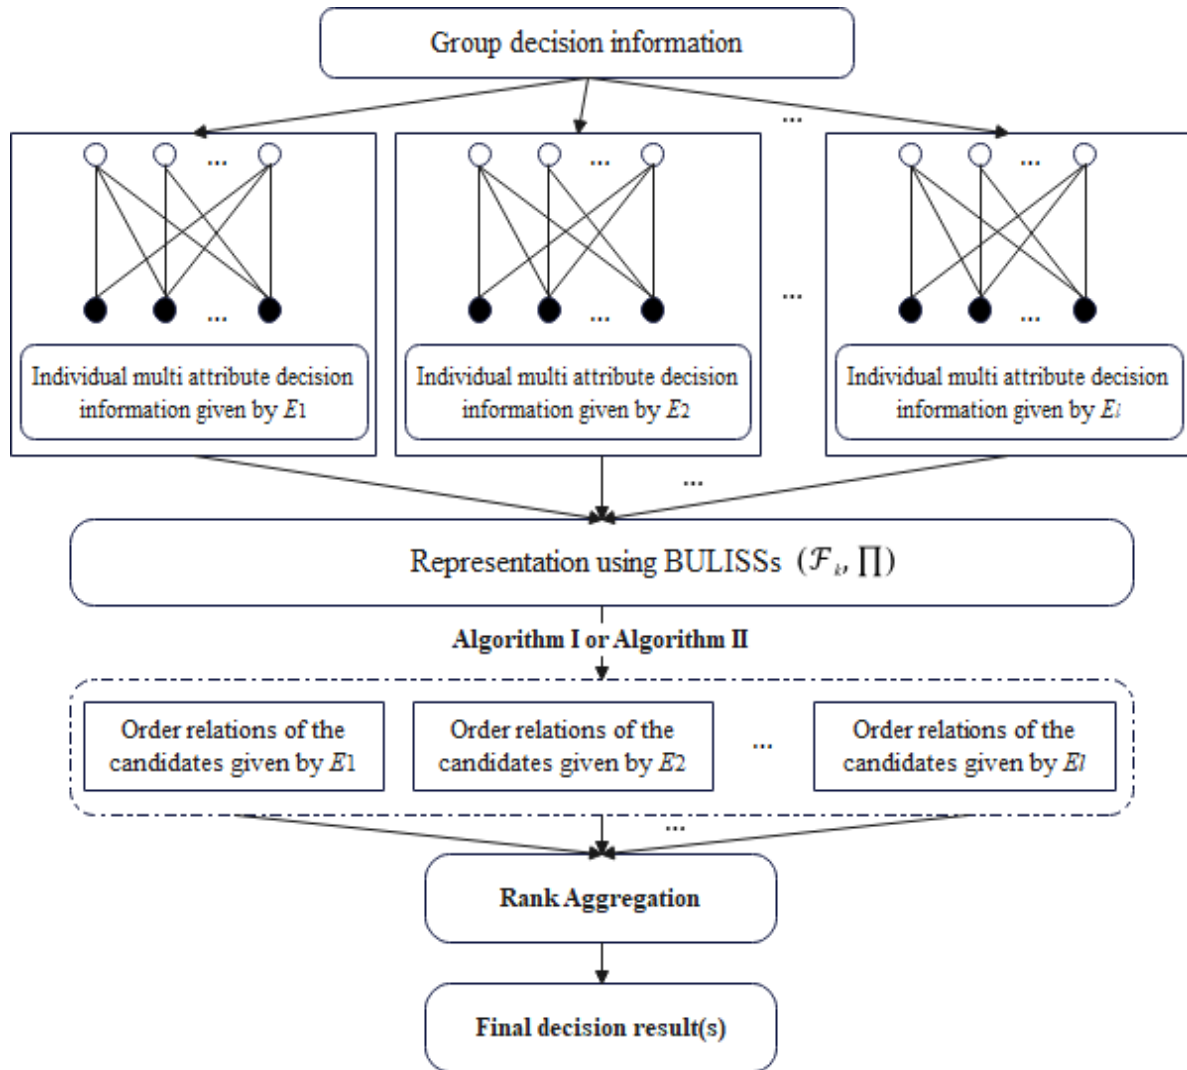 Group decision information
...
... ... ...
...
... ... ...
Individual multi attribute decision
information given by E1
Individual multi attribute decision
information given by E2
Individual multi attribute decision
information given by El
...
Representation using BULISSs (ℱk, ∏)
Algorithm I or Algorithm II
Order relations of the
candidates given by E1
Order relations of the
candidates given by E2
...
Order relations of the
candidates given by El
...
Rank Aggregation
Final decision result(s)